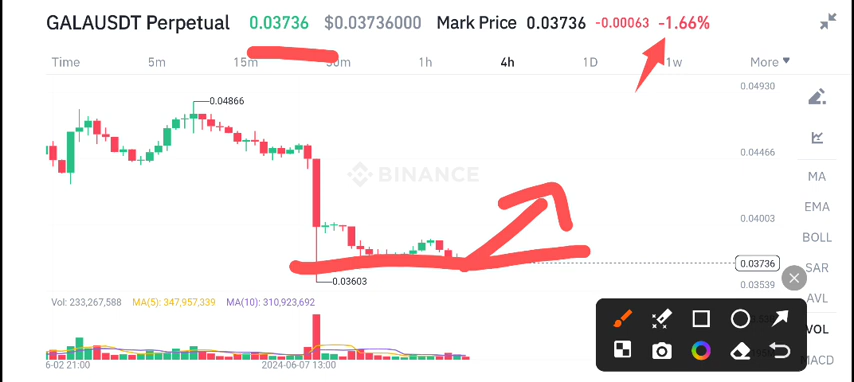 GALAUSDT Perpetual 0.03736 $0.03736000 Mark Price 0.03736 -0.00063 -1.66%
Time 5m 15m 30m 1h 4h 1D 1w More
0.04930
0.04866
0.04466
BINANCE
MA
EMA
0.04003
BOLL
0.03736
SAR
0.03603
0.03539
AVL
Vol: 233,267,588 MA(5): 347,957,339 MA(10): 310,923,692
VOL
MACD
6-02 21:00 2024-06-07 13:00